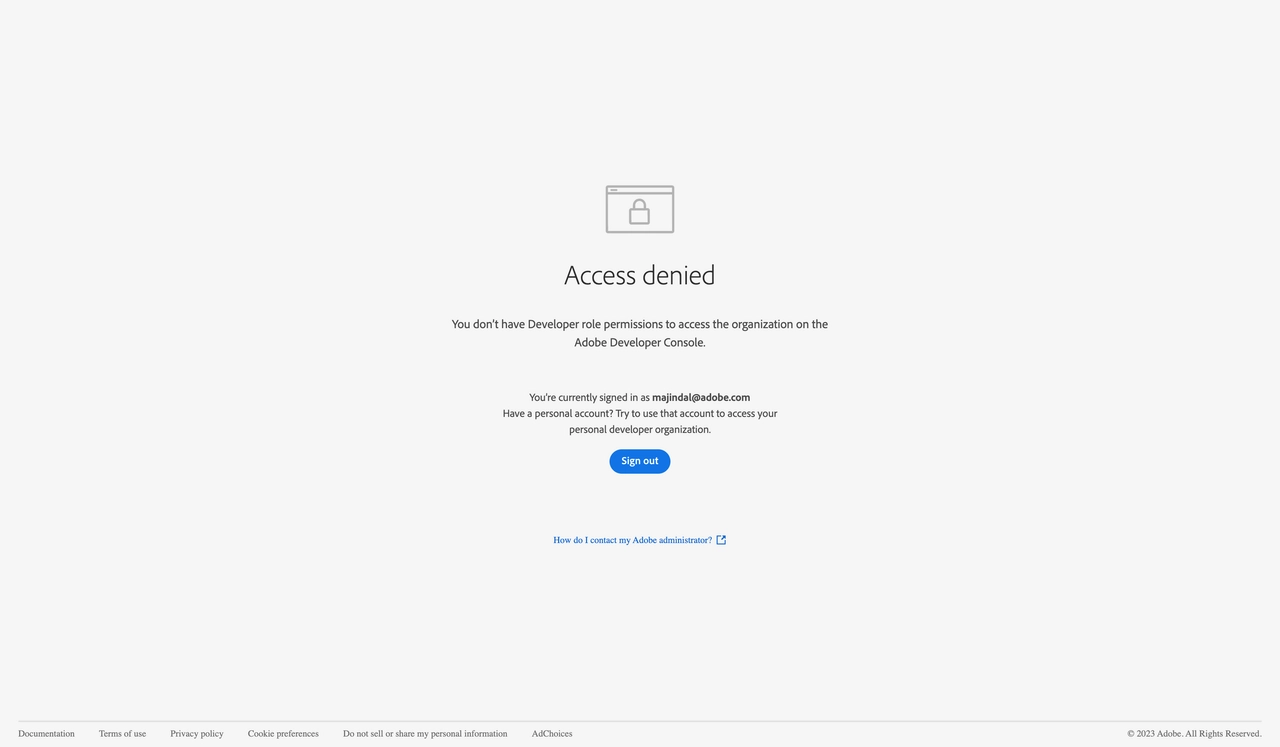 Access denied
You don’t have Developer role permissions to access the organization on the
Adobe Developer Console.
You’re currently signed in as majindal@adobe.com
Have a personal account? Try to use that account to access your
personal developer organization.
Sign out
How do I contact my Adobe administrator?
Documentation Terms of use Privacy policy Cookie preferences Do not sell or share my personal information AdChoices © 2023 Adobe. All Rights Reserved.